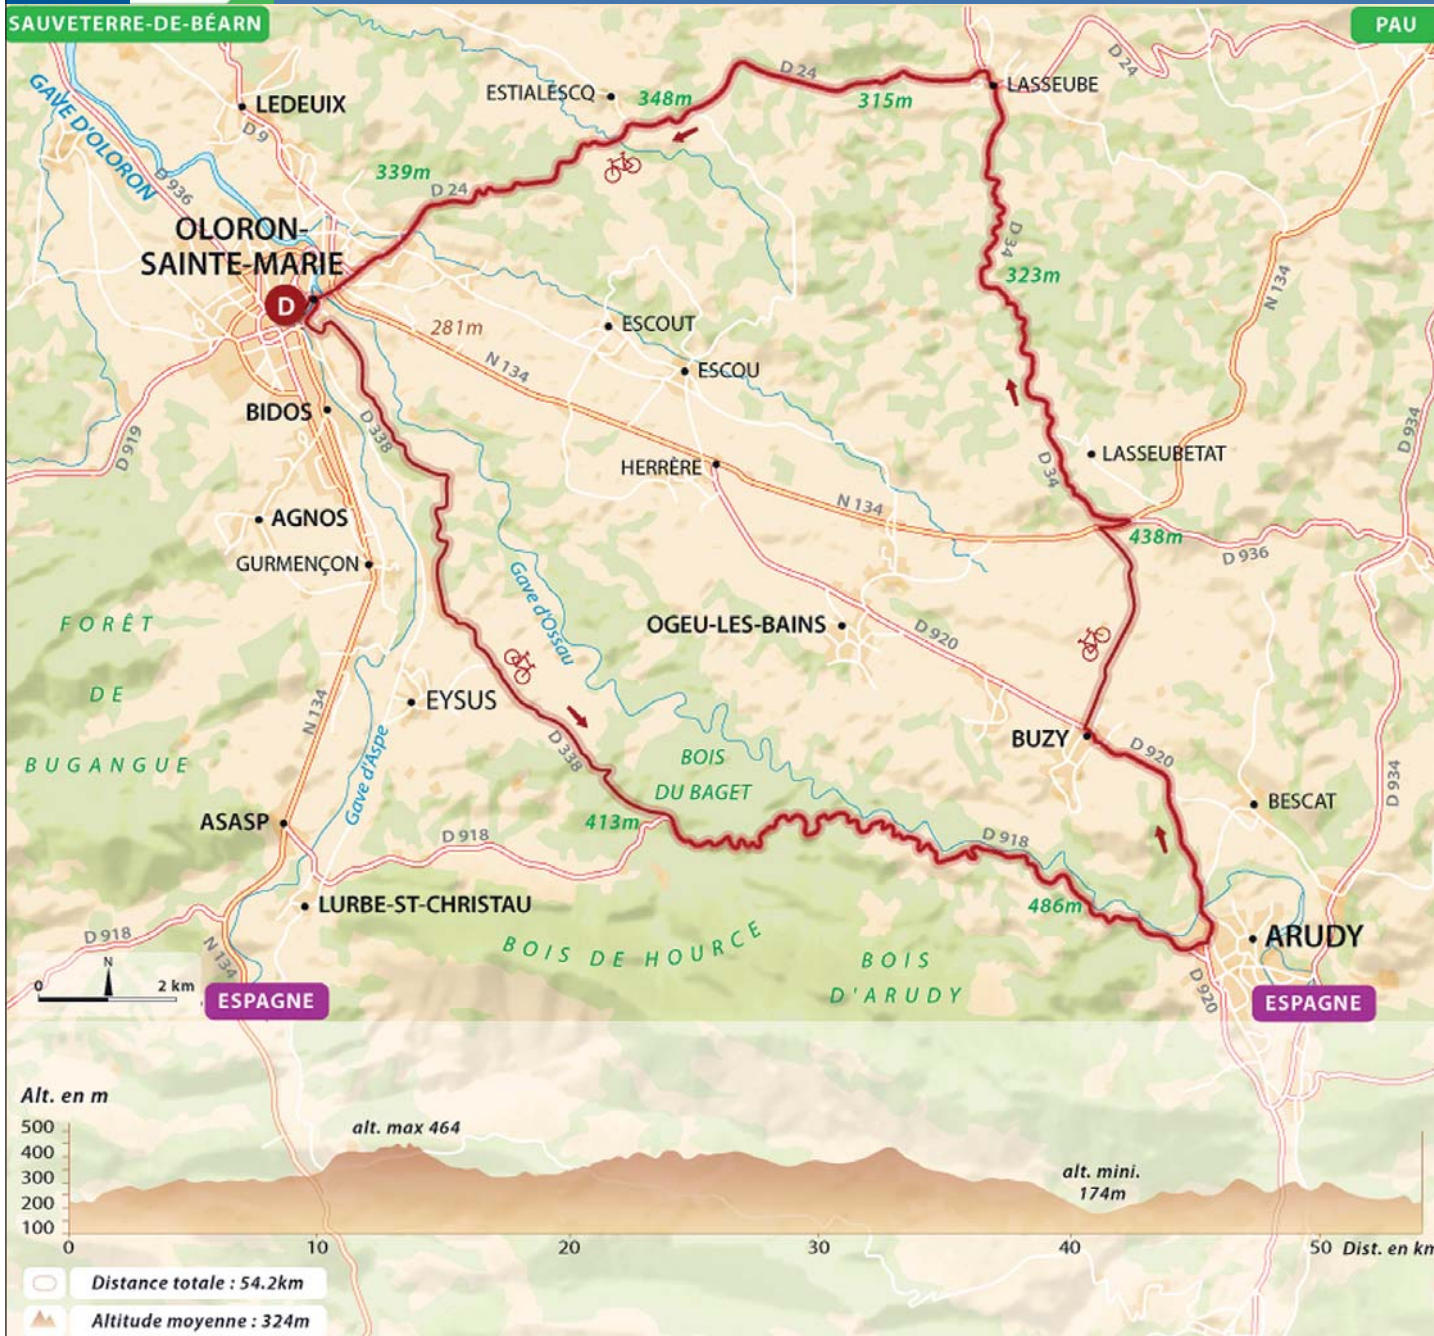 SAUVETERRE-DE-BÉARN
PAU
D 24
D 24
LASSEUBE
ESTIALESCQ
348m
315m
GAVE D'OLORON
LEDEUIX
D 9
339m
D 24
D 936
OLORON-
SAINTE-MARIE
D
D 34
323m
N 134
281m
ESCOUT
N 134
ESCOU
BIDOS
D 338
D 919
D 934
HERRÈRE
LASSEUBETAT
D 34
N 134
AGNOS
438m
D 936
GURMENÇON
Gave d'Ossau
FORÊT
DE
BUGANGUE
OGEU-LES-BAINS
D 920
N 134
EYSUS
Gave d'Aspe
D 338
BUZY
D 920
BOIS
DU BAGET
D 934
BESCAT
ASASP
413m
D 918
D 918
LURBE-ST-CHRISTAU
486m
D 918
N 134
BOIS DE HOURCE
ARUDY
BOIS
D'ARUDY
D 920
N
0
2 km
ESPAGNE
ESPAGNE
Alt. en m
500
400
300
200
100
alt. max 464
alt. mini.
174m
0
10
20
30
40
50
Dist. en km
Distance totale : 54.2km
Altitude moyenne : 324m